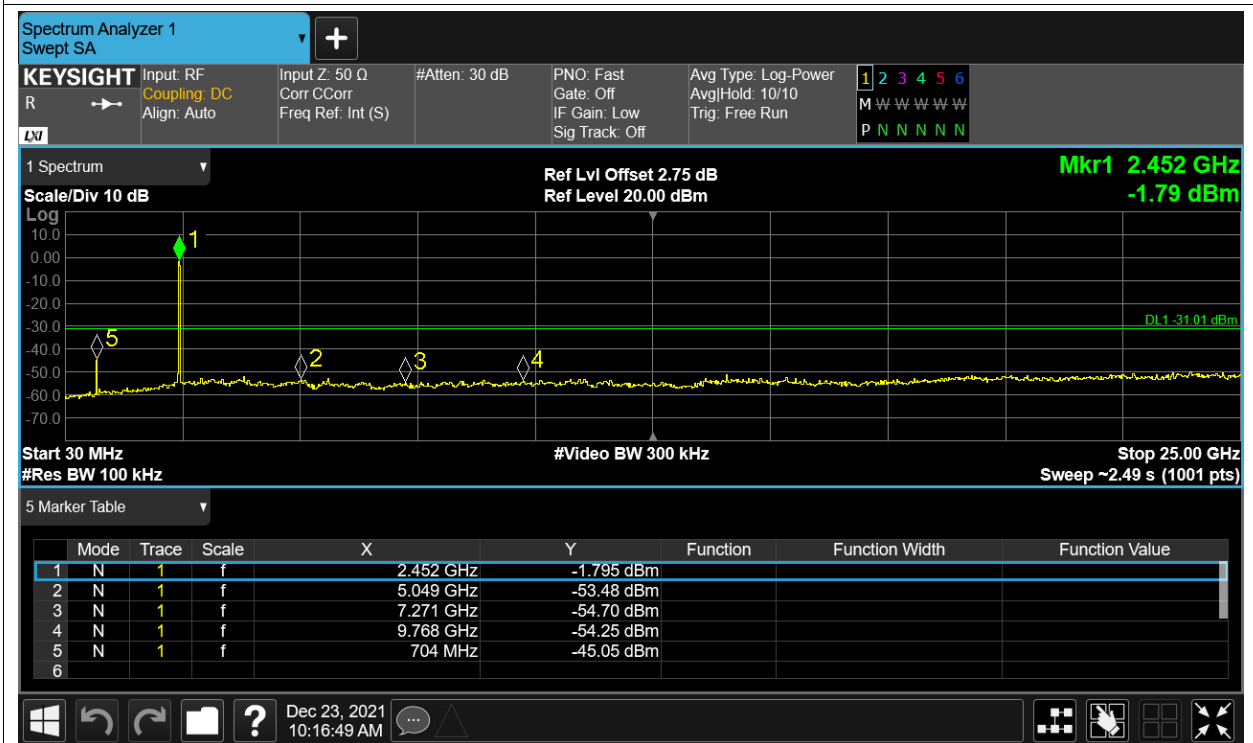 Spectrum Analyzer 1
Swept SA
KEYSIGHT
R
LXI
Input: RF
Coupling: DC
Align: Auto
Input Z: 50 Ω
Corr CCorr
Freq Ref: Int (S)
#Atten: 30 dB
PNO: Fast
Gate: Off
IF Gain: Low
Sig Track: Off
Avg Type: Log-Power
Avg|Hold: 10/10
Trig: Free Run
1 2 3 4 5 6
M W W W W W
P N N N N N
1 Spectrum
Scale/Div 10 dB
Ref Lvl Offset 2.75 dB
Ref Level 20.00 dBm
Mkr1 2.452 GHz
-1.79 dBm
Log
10.0
0.00
-10.0
-20.0
-30.0
-40.0
-50.0
-60.0
-70.0
1
5
2
3
4
DL1 -31.01 dBm
Start 30 MHz
#Video BW 300 kHz
Stop 25.00 GHz
#Res BW 100 kHz
Sweep ~2.49 s (1001 pts)
5 Marker Table
Mode Trace Scale X Y Function Function Width Function Value
1 N 1 f 2.452 GHz -1.795 dBm
2 N 1 f 5.049 GHz -53.48 dBm
3 N 1 f 7.271 GHz -54.70 dBm
4 N 1 f 9.768 GHz -54.25 dBm
5 N 1 f 704 MHz -45.05 dBm
6
?
Dec 23, 2021
10:16:49 AM